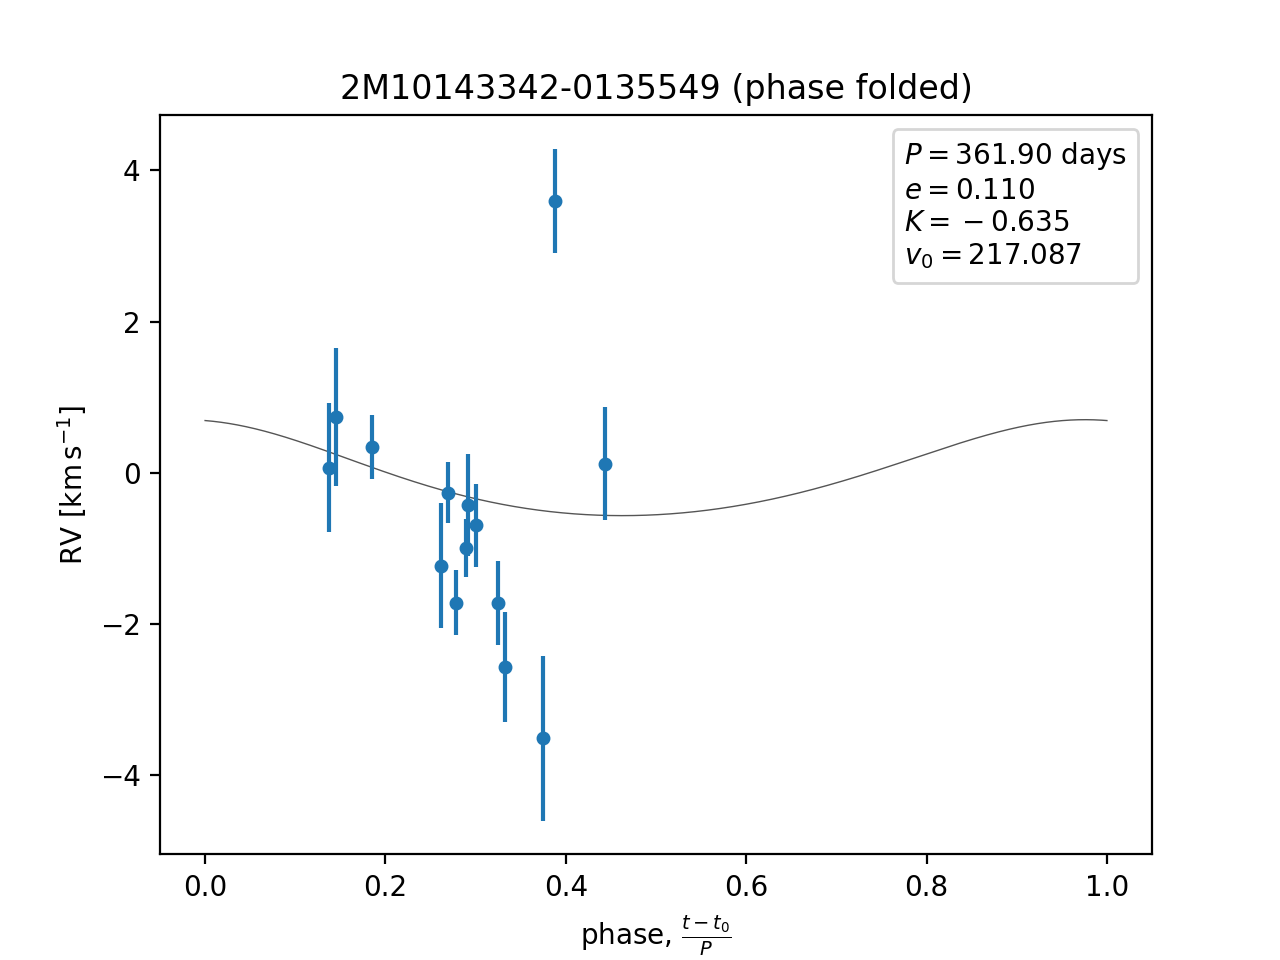 2M10143342-0135549 (phase folded)
P = 361.90 days
e = 0.110
K = −0.635
v₀ = 217.087
4
2
0
−2
−4
RV [km s⁻¹]
0.0 0.2 0.4 0.6 0.8 1.0
phase, (t − t₀)/P